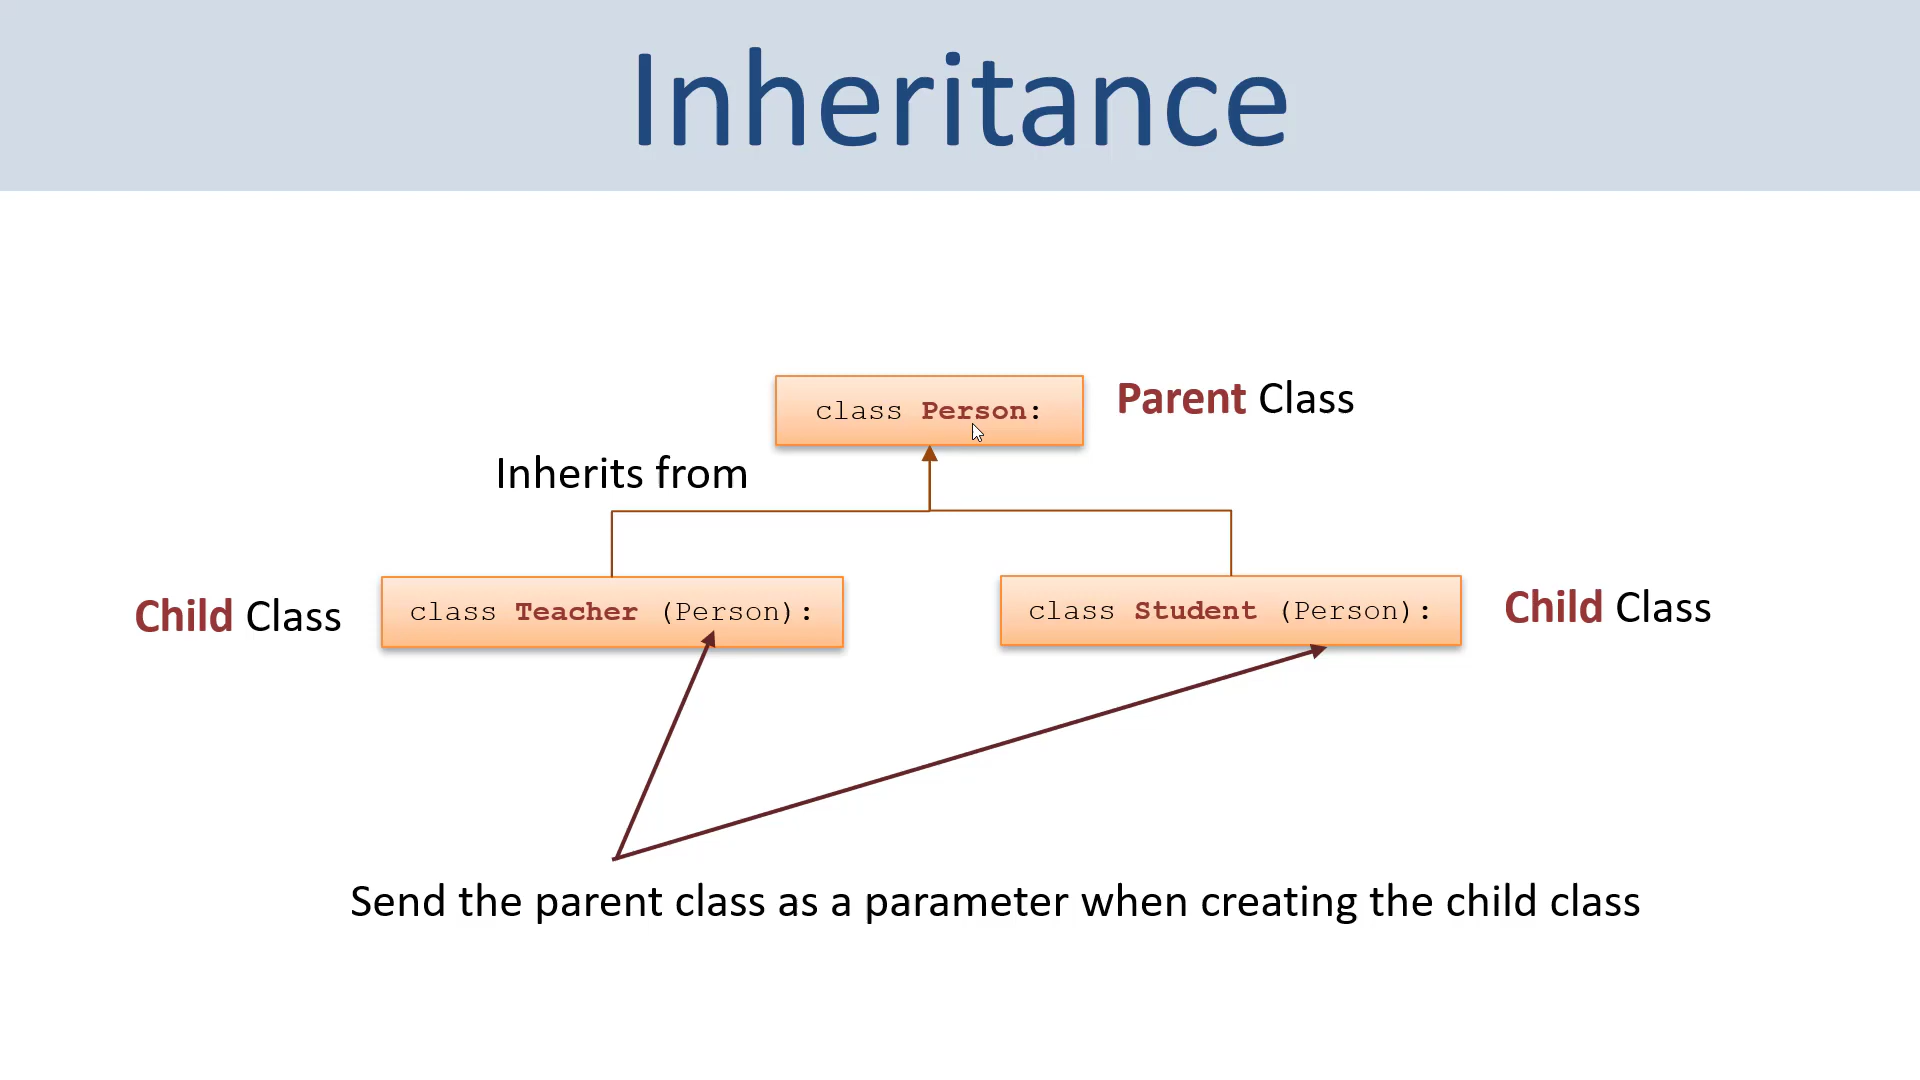 Inheritance
class Person:
Parent Class
Inherits from
Child Class
class Teacher (Person):
class Student (Person):
Child Class
Send the parent class as a parameter when creating the child class